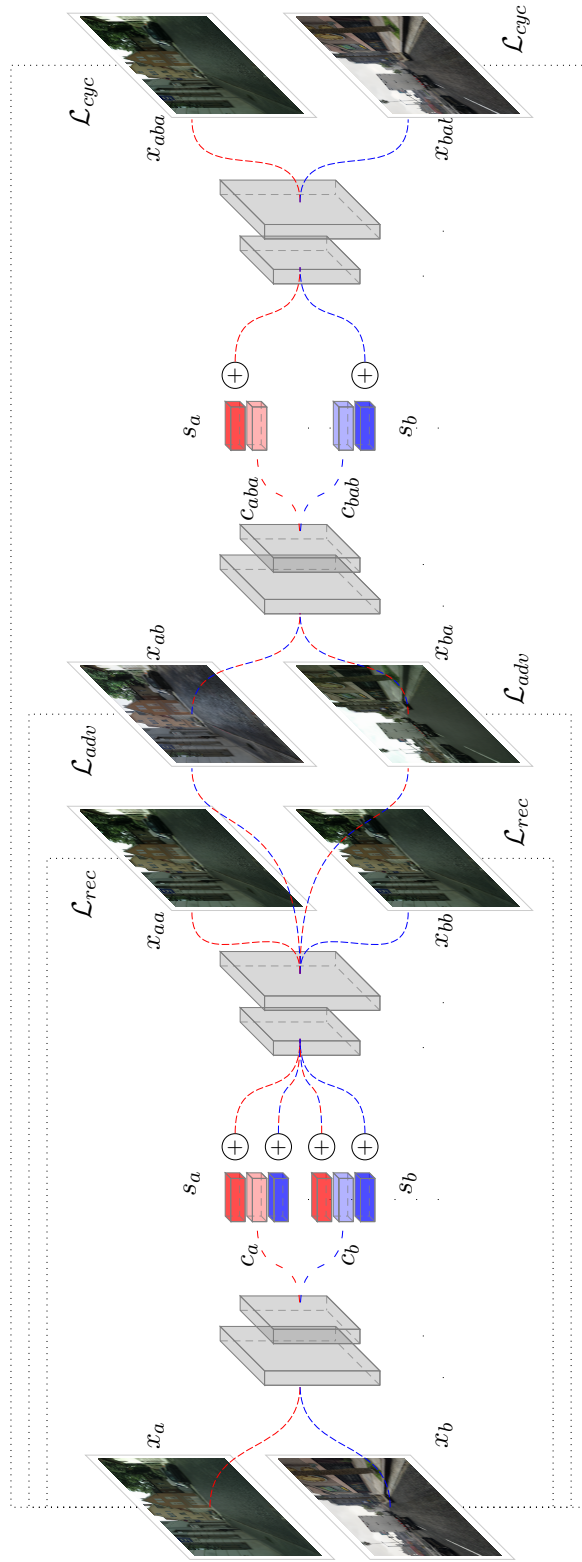 ℒ_rec ℒ_adv ℒ_cyc
x_a x_aa x_ab x_aba
s_a s_a
+ +
c_a c_aba
+
+
c_b c_bab
+ +
s_b s_b
x_b x_bb x_ba x_bab
ℒ_rec ℒ_adv ℒ_cyc